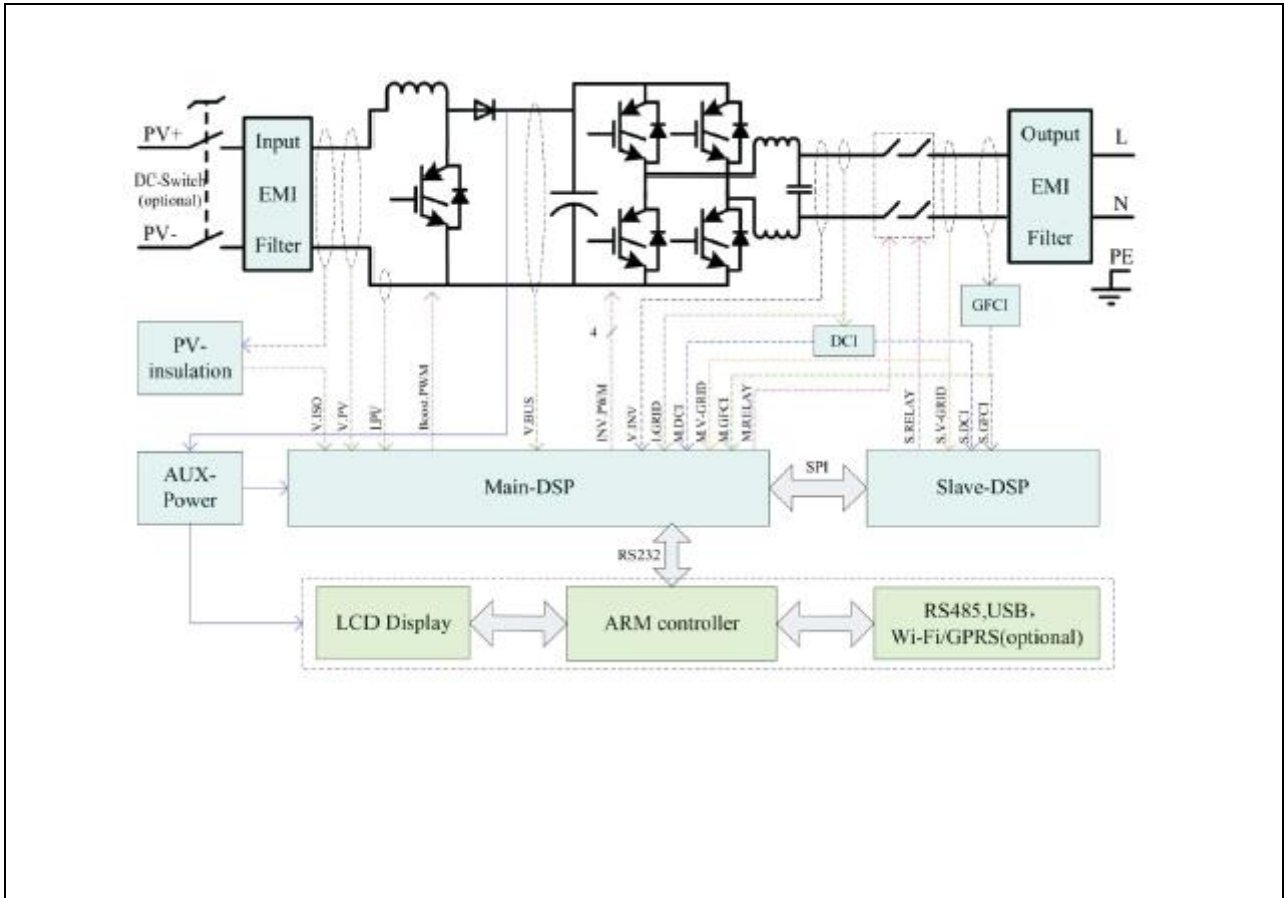 PV+
DC-Switch
(optional)
PV-
Input
EMI
Filter
Output
EMI
Filter
L
N
PE
GFCI
DCI
4
PV-
insulation
V.ISO
V.PV
I.PV
Boost.PWM
V.BUS
INV.PWM
V.INV
I.GRID
M.DCI
M.V-GRID
M.GFCI
M.RELAY
S.RELAY
S.V-GRID
S.DCI
S.GFCI
AUX-
Power
Main-DSP
SPI
Slave-DSP
RS232
LCD Display
ARM controller
RS485,USB,
Wi-Fi/GPRS(optional)